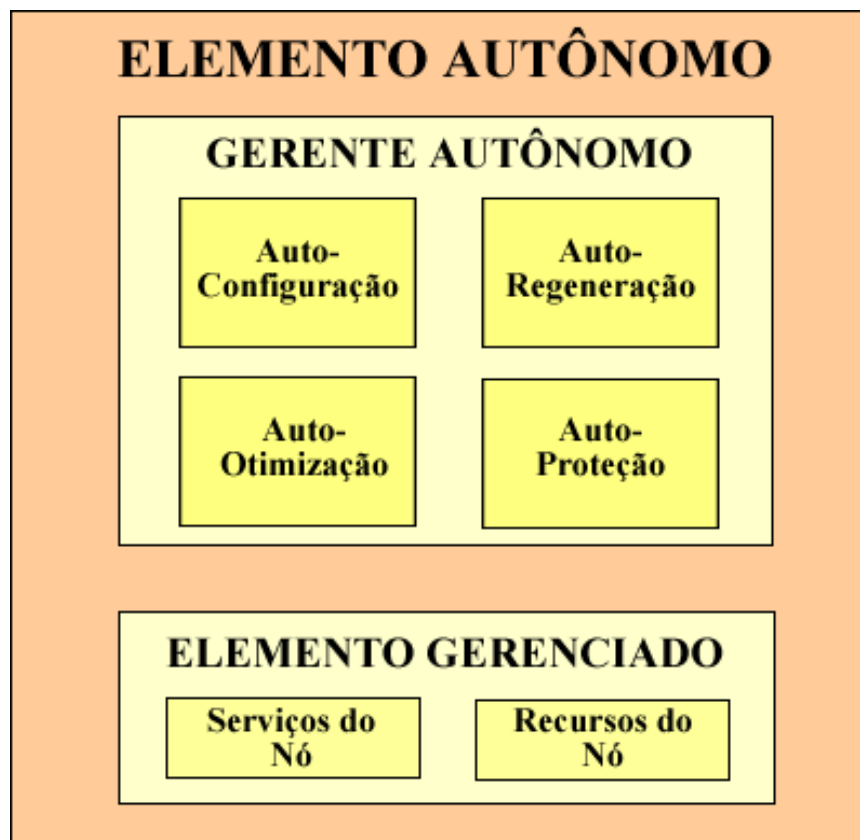 ELEMENTO AUTÔNOMO
GERENTE AUTÔNOMO
Auto-
Configuração
Auto-
Regeneração
Auto-
Otimização
Auto-
Proteção
ELEMENTO GERENCIADO
Serviços do
Nó
Recursos do
Nó